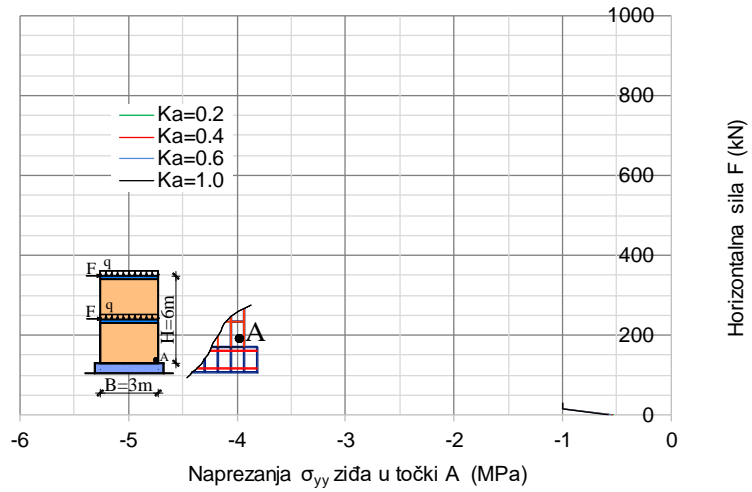 1000
800
600
400
200
0
Horizontalna sila F (kN)
Ka=0.2
Ka=0.4
Ka=0.6
Ka=1.0
q
F
q
F
H=6m
A
B=3m
A
-6 -5 -4 -3 -2 -1 0
Naprezanja σyy ziđa u točki A (MPa)